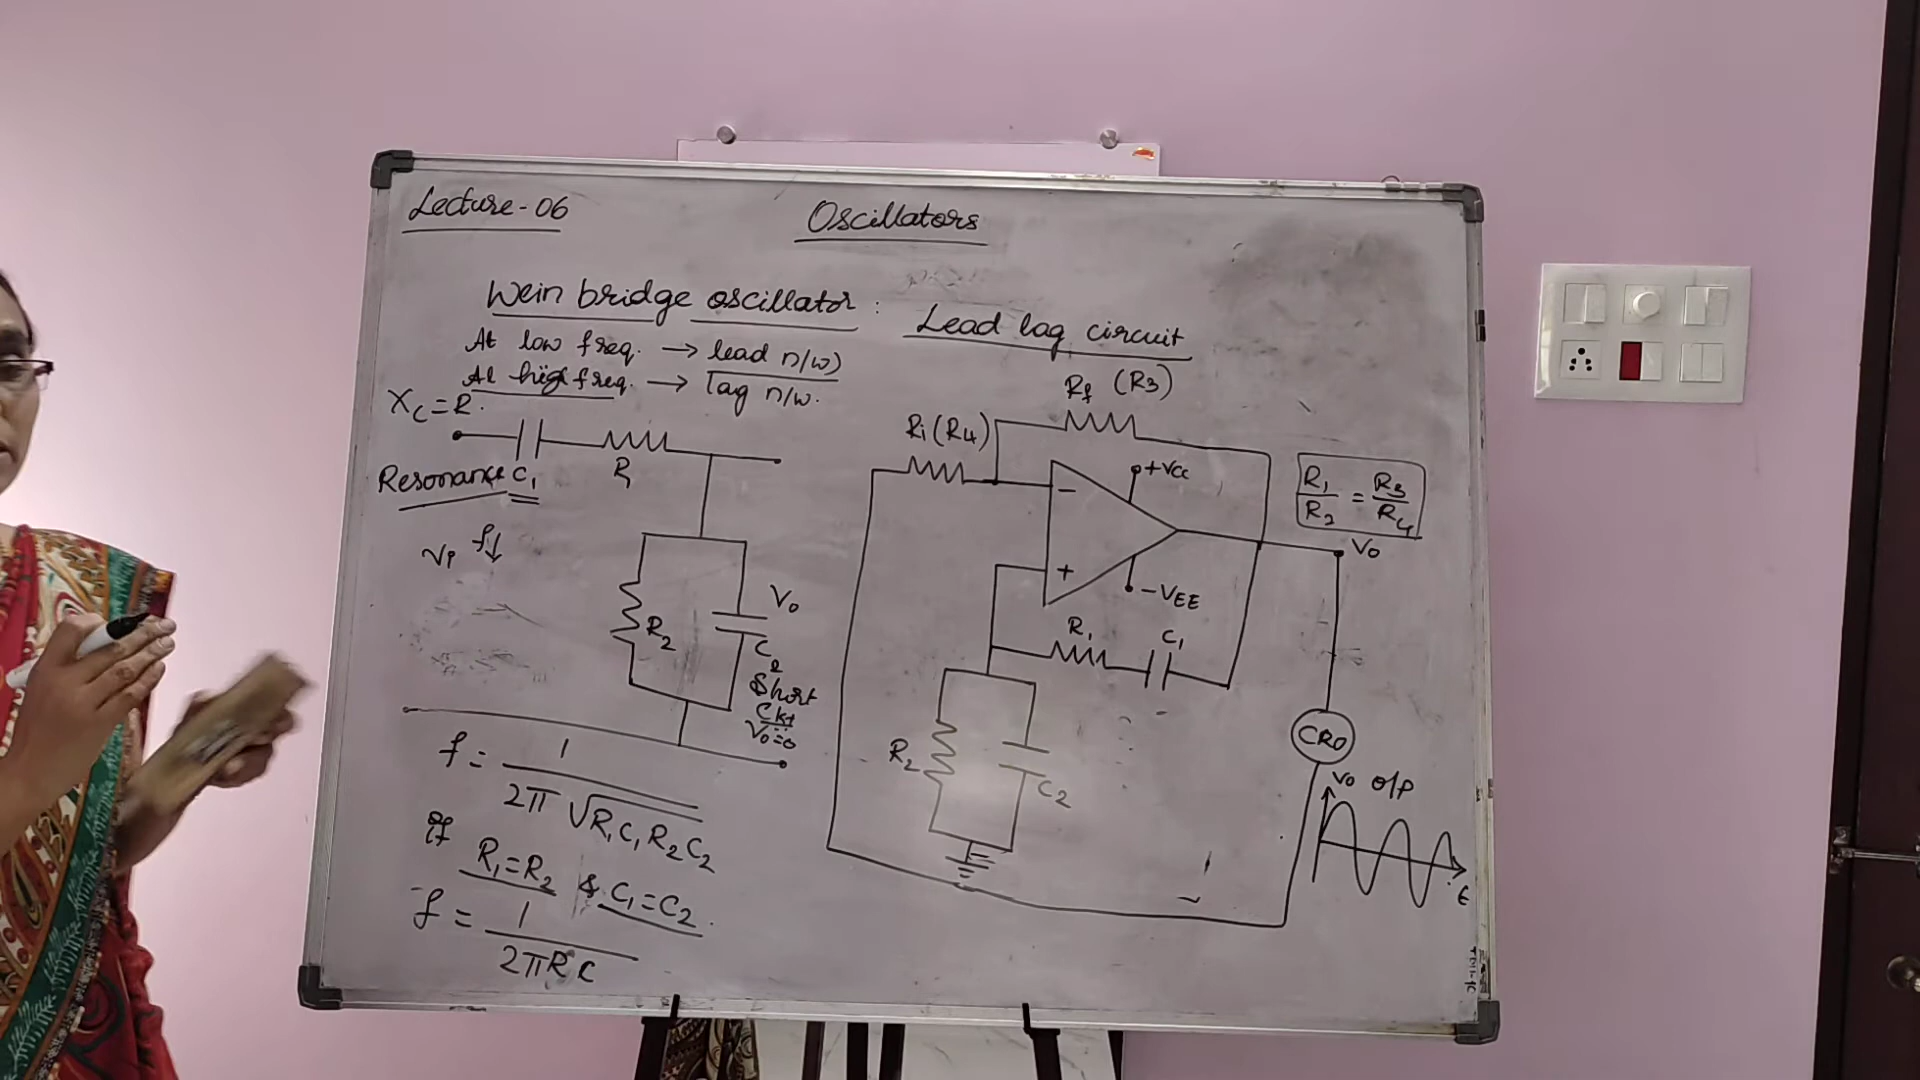 Lecture-06
Oscillators
Wein bridge oscillator :
Lead lag circuit
At low freq. → lead n/w)
At high freq. → lag n/w.
XC=R.
Resonance
C1
R1
Vi f↓
R2
Vo
C2
Short
Ckt
Vo=0
f = 1 / 2π √R1C1R2C2
if R1=R2 & C1=C2.
f = 1 / 2πRC
Rf (R3)
Ri (R4)
+VCC
-
+
-VEE
R1 C1
R2
C2
R1/R2 = R3/R4
Vo
CRO
Vo o/p
t